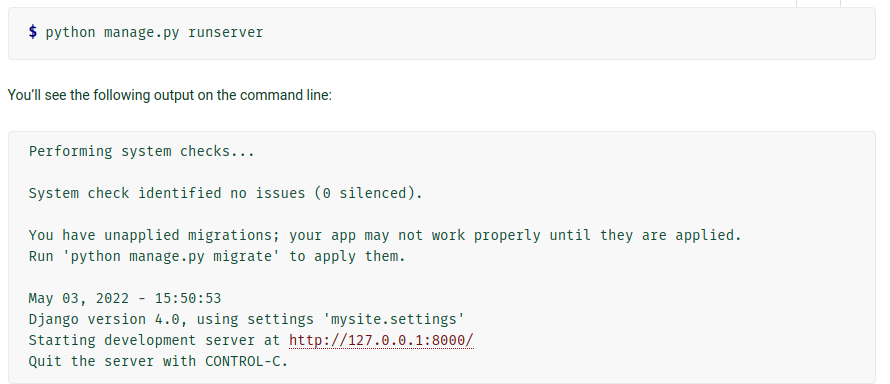 $ python manage.py runserver
You’ll see the following output on the command line:
Performing system checks...
System check identified no issues (0 silenced).
You have unapplied migrations; your app may not work properly until they are applied.
Run 'python manage.py migrate' to apply them.
May 03, 2022 - 15:50:53
Django version 4.0, using settings 'mysite.settings'
Starting development server at http://127.0.0.1:8000/
Quit the server with CONTROL-C.